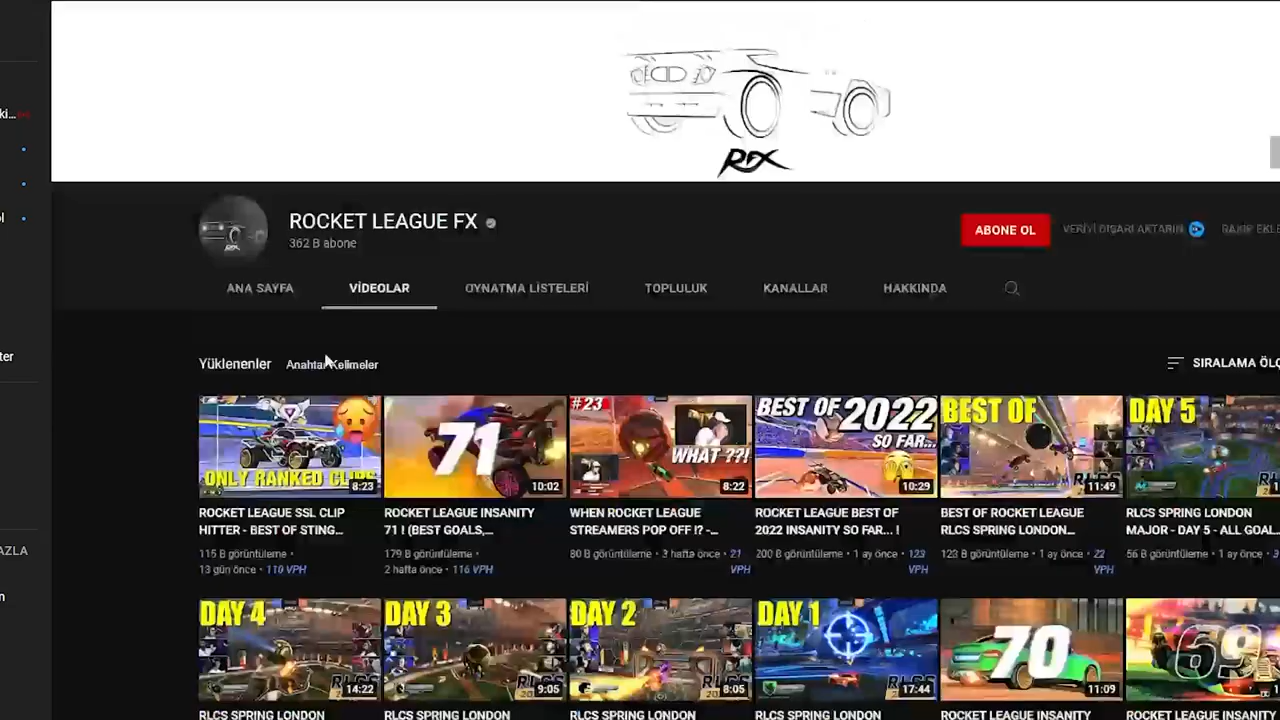 RFX
ki...
ROCKET LEAGUE FX
362 B abone
ABONE OL
VERİYİ DIŞARI AKTARIN
ANA SAYFA
VİDEOLAR
OYNATMA LİSTELERİ
TOPLULUK
KANALLAR
HAKKINDA
ter
Yüklenenler
Anahtar Kelimeler
SIRALAMA
ONLY RANKED CLIPS
8:23
71
10:02
#23
WHAT ??!
8:22
BEST OF 2022
SO FAR...
10:29
BEST OF
11:49
DAY 5
ROCKET LEAGUE SSL CLIP
HITTER - BEST OF STING...
115 B görüntüleme •
13 gün önce • 110 VPH
ROCKET LEAGUE INSANITY
71 ! (BEST GOALS,...
179 B görüntüleme •
2 hafta önce • 116 VPH
WHEN ROCKET LEAGUE
STREAMERS POP OFF !? -...
80 B görüntüleme • 3 hafta önce • 21
VPH
ROCKET LEAGUE BEST OF
2022 INSANITY SO FAR... !
200 B görüntüleme • 1 ay önce • 123
VPH
BEST OF ROCKET LEAGUE
RLCS SPRING LONDON...
123 B görüntüleme • 1 ay önce • 22
VPH
RLCS SPRING LONDON
MAJOR - DAY 5 - ALL GOAL
56 B görüntüleme • 1 ay önce •
AZLA
n
DAY 4
14:22
DAY 3
9:05
DAY 2
8:05
DAY 1
17:44
70
11:09
69
RLCS SPRING LONDON
RLCS SPRING LONDON
RLCS SPRING LONDON
RLCS SPRING LONDON
ROCKET LEAGUE INSANITY
ROCKET LEAGUE INSANITY